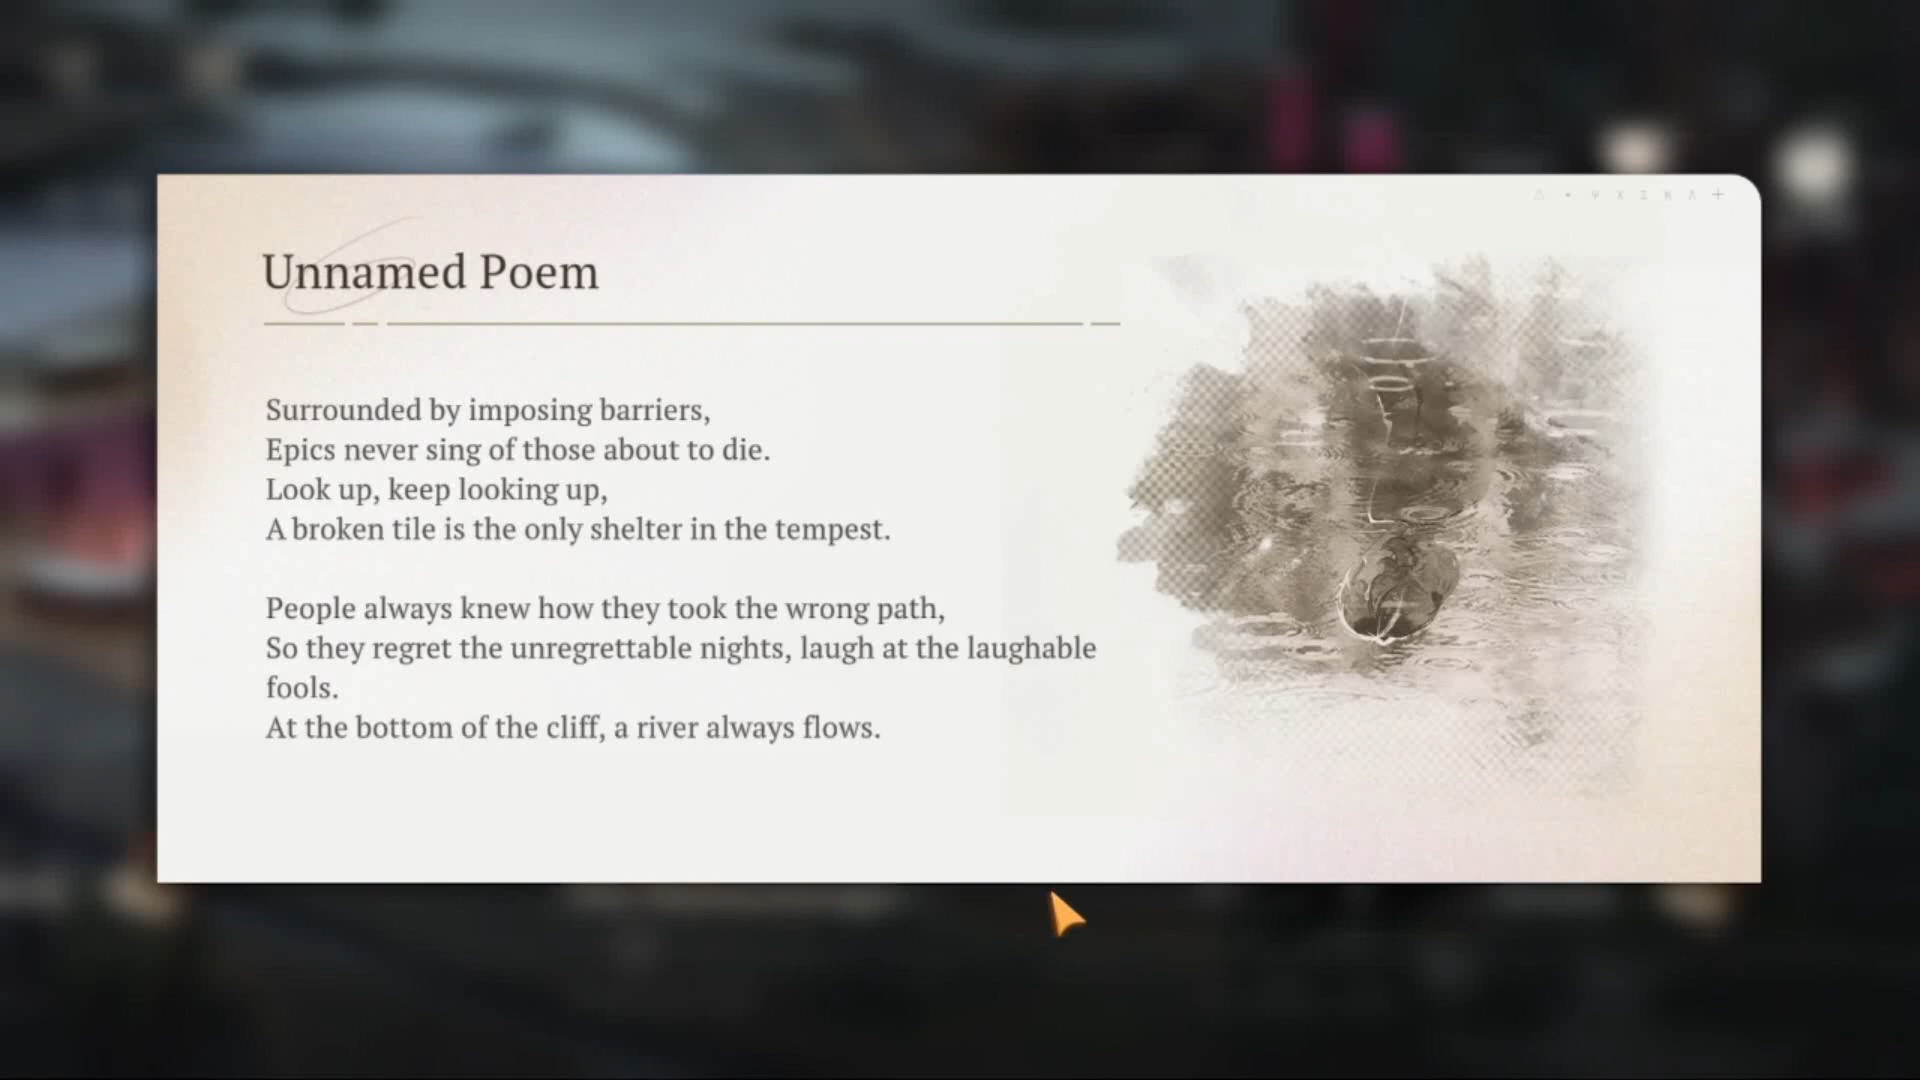 Unnamed Poem
Surrounded by imposing barriers,
Epics never sing of those about to die.
Look up, keep looking up,
A broken tile is the only shelter in the tempest.
People always knew how they took the wrong path,
So they regret the unregrettable nights, laugh at the laughable
fools.
At the bottom of the cliff, a river always flows.